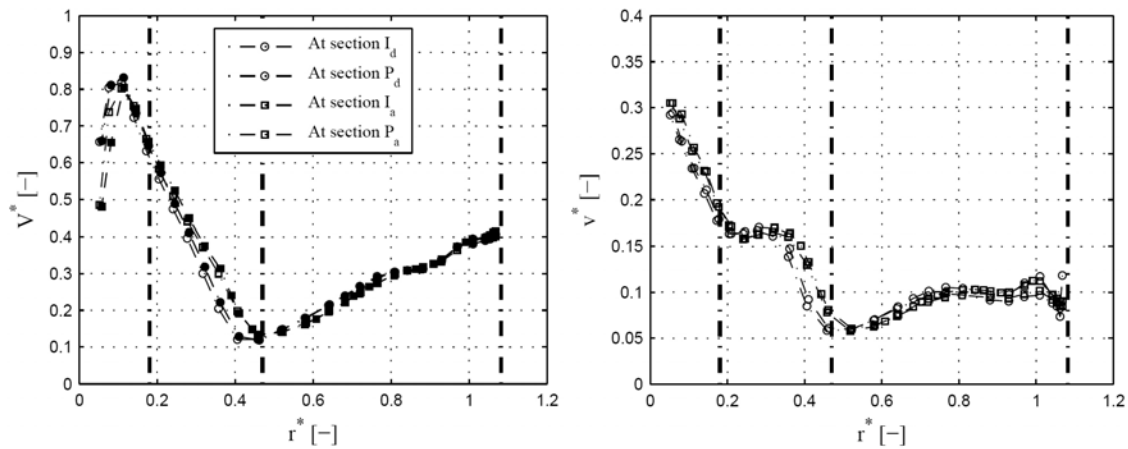 1
0.9
0.8
0.7
0.6
0.5
0.4
0.3
0.2
0.1
0
V* [−]
At section I_d
At section P_d
At section I_a
At section P_a
0 0.2 0.4 0.6 0.8 1 1.2
r* [−]
0.4
0.35
0.3
0.25
0.2
0.15
0.1
0.05
0
v* [−]
0 0.2 0.4 0.6 0.8 1 1.2
r* [−]